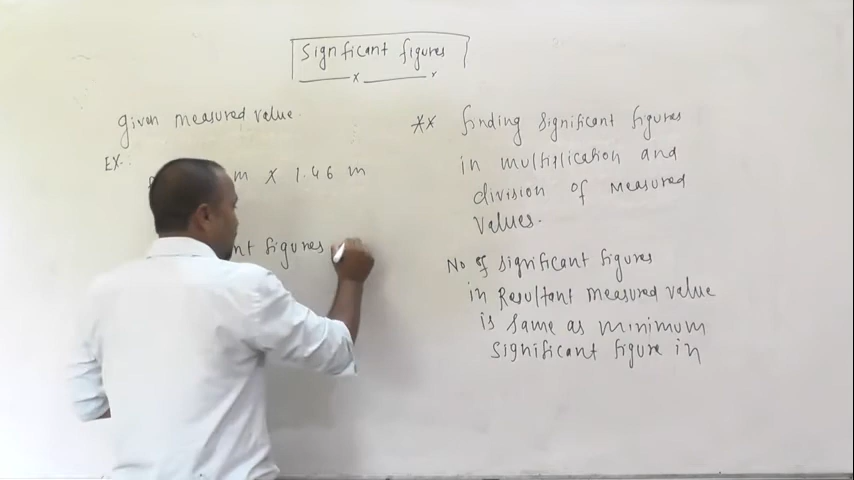 Significant figures
x x
given measured value.
EX:
m x 1.46 m
nt figures
** finding significant figures
in multiplication and
division of measured
values.
No of significant figures
in Resultant measured value
is same as minimum
significant figure in